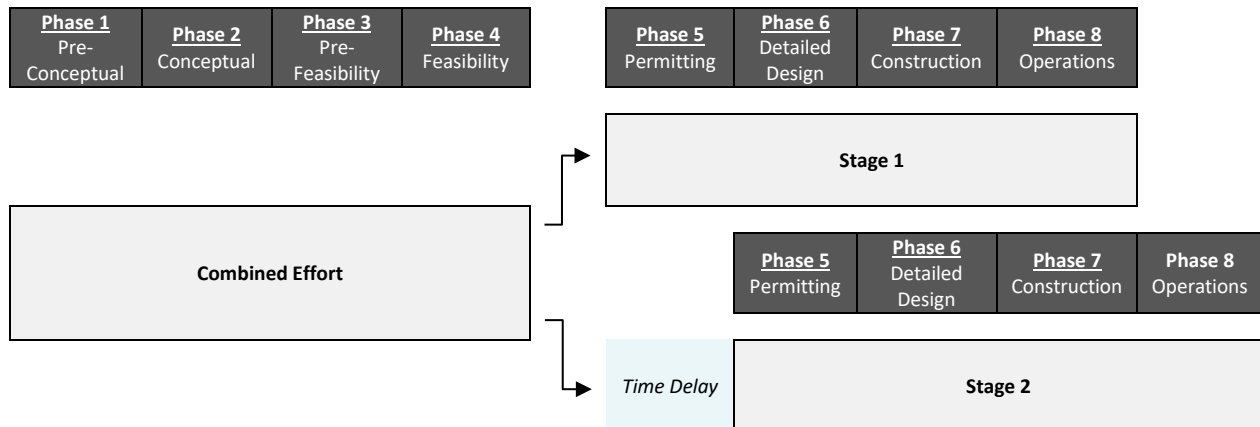 Phase 1
Pre-
Conceptual
Phase 2
Conceptual
Phase 3
Pre-
Feasibility
Phase 4
Feasibility
Phase 5
Permitting
Phase 6
Detailed
Design
Phase 7
Construction
Phase 8
Operations
Stage 1
Combined Effort
Phase 5
Permitting
Phase 6
Detailed
Design
Phase 7
Construction
Phase 8
Operations
Time Delay
Stage 2